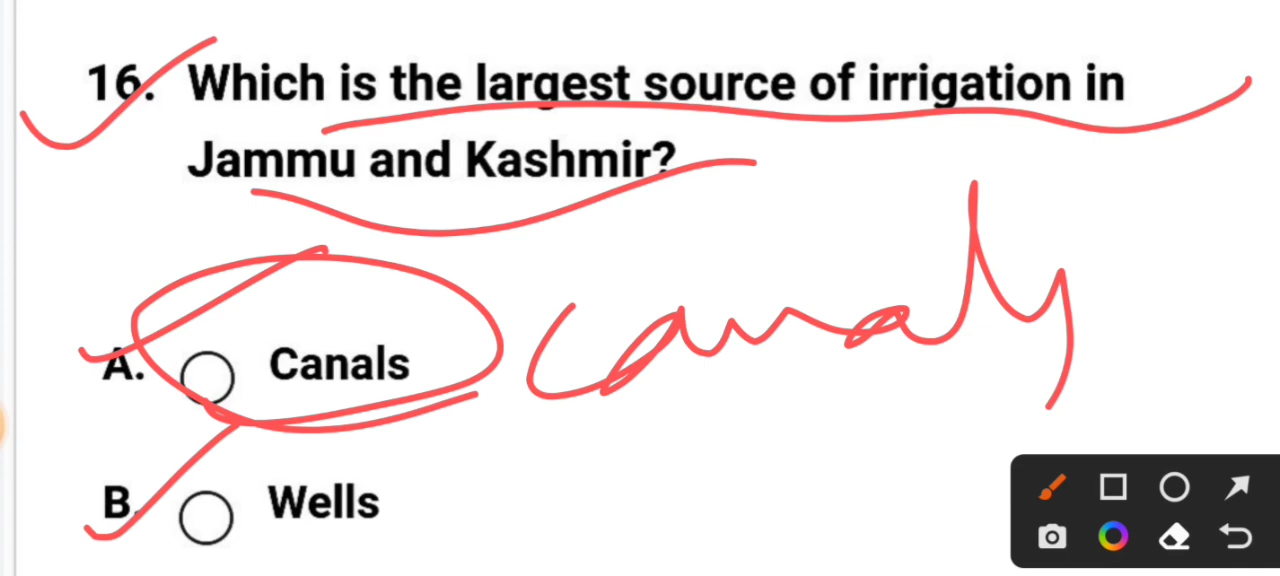 16. Which is the largest source of irrigation in
Jammu and Kashmir?
A. Canals canals
B. Wells